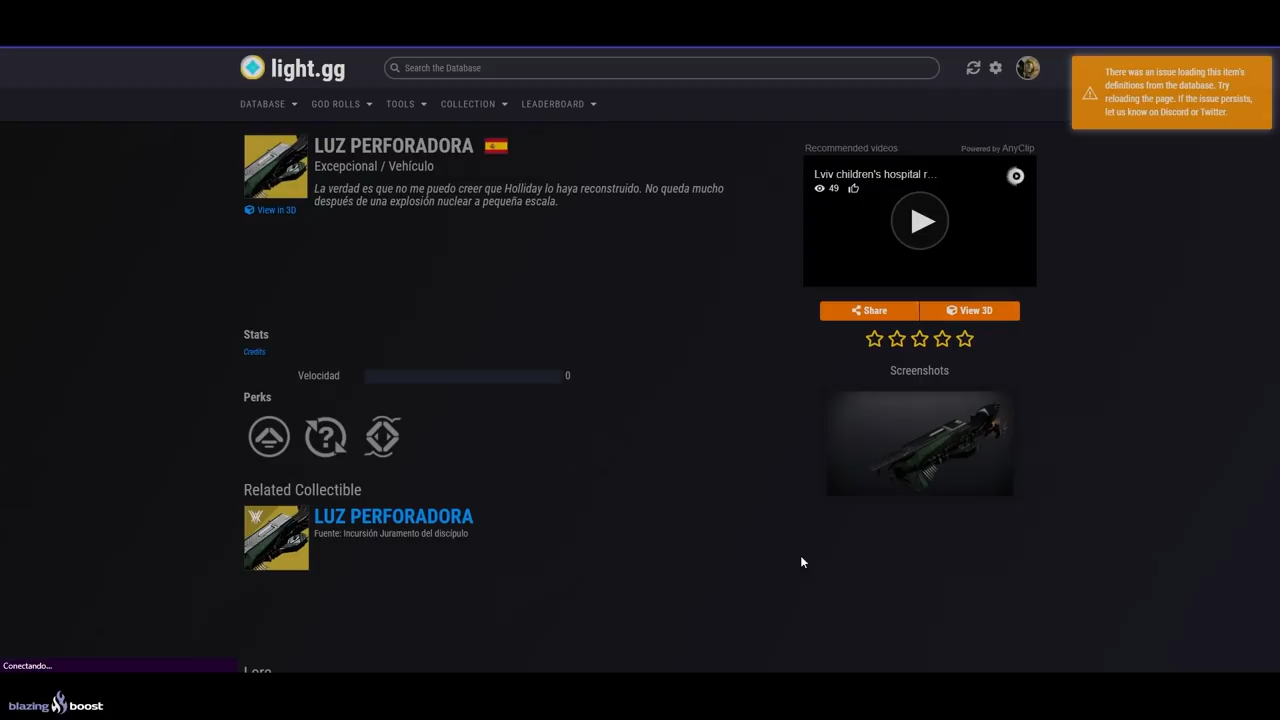 light.gg
Search the Database
There was an issue loading this item's
definitions from the database. Try
reloading the page. If the issue persists,
let us know on Discord or Twitter.
DATABASE GOD ROLLS TOOLS COLLECTION LEADERBOARD
LUZ PERFORADORA
Excepcional / Vehículo
La verdad es que no me puedo creer que Holliday lo haya reconstruido. No queda mucho
después de una explosión nuclear a pequeña escala.
View in 3D
Recommended videos Powered by AnyClip
Lviv children's hospital r...
49
Share View 3D
Screenshots
Stats
Credits
Velocidad 0
Perks
Related Collectible
LUZ PERFORADORA
Fuente: Incursión Juramento del discípulo
Lore
Conectando...
blazing boost